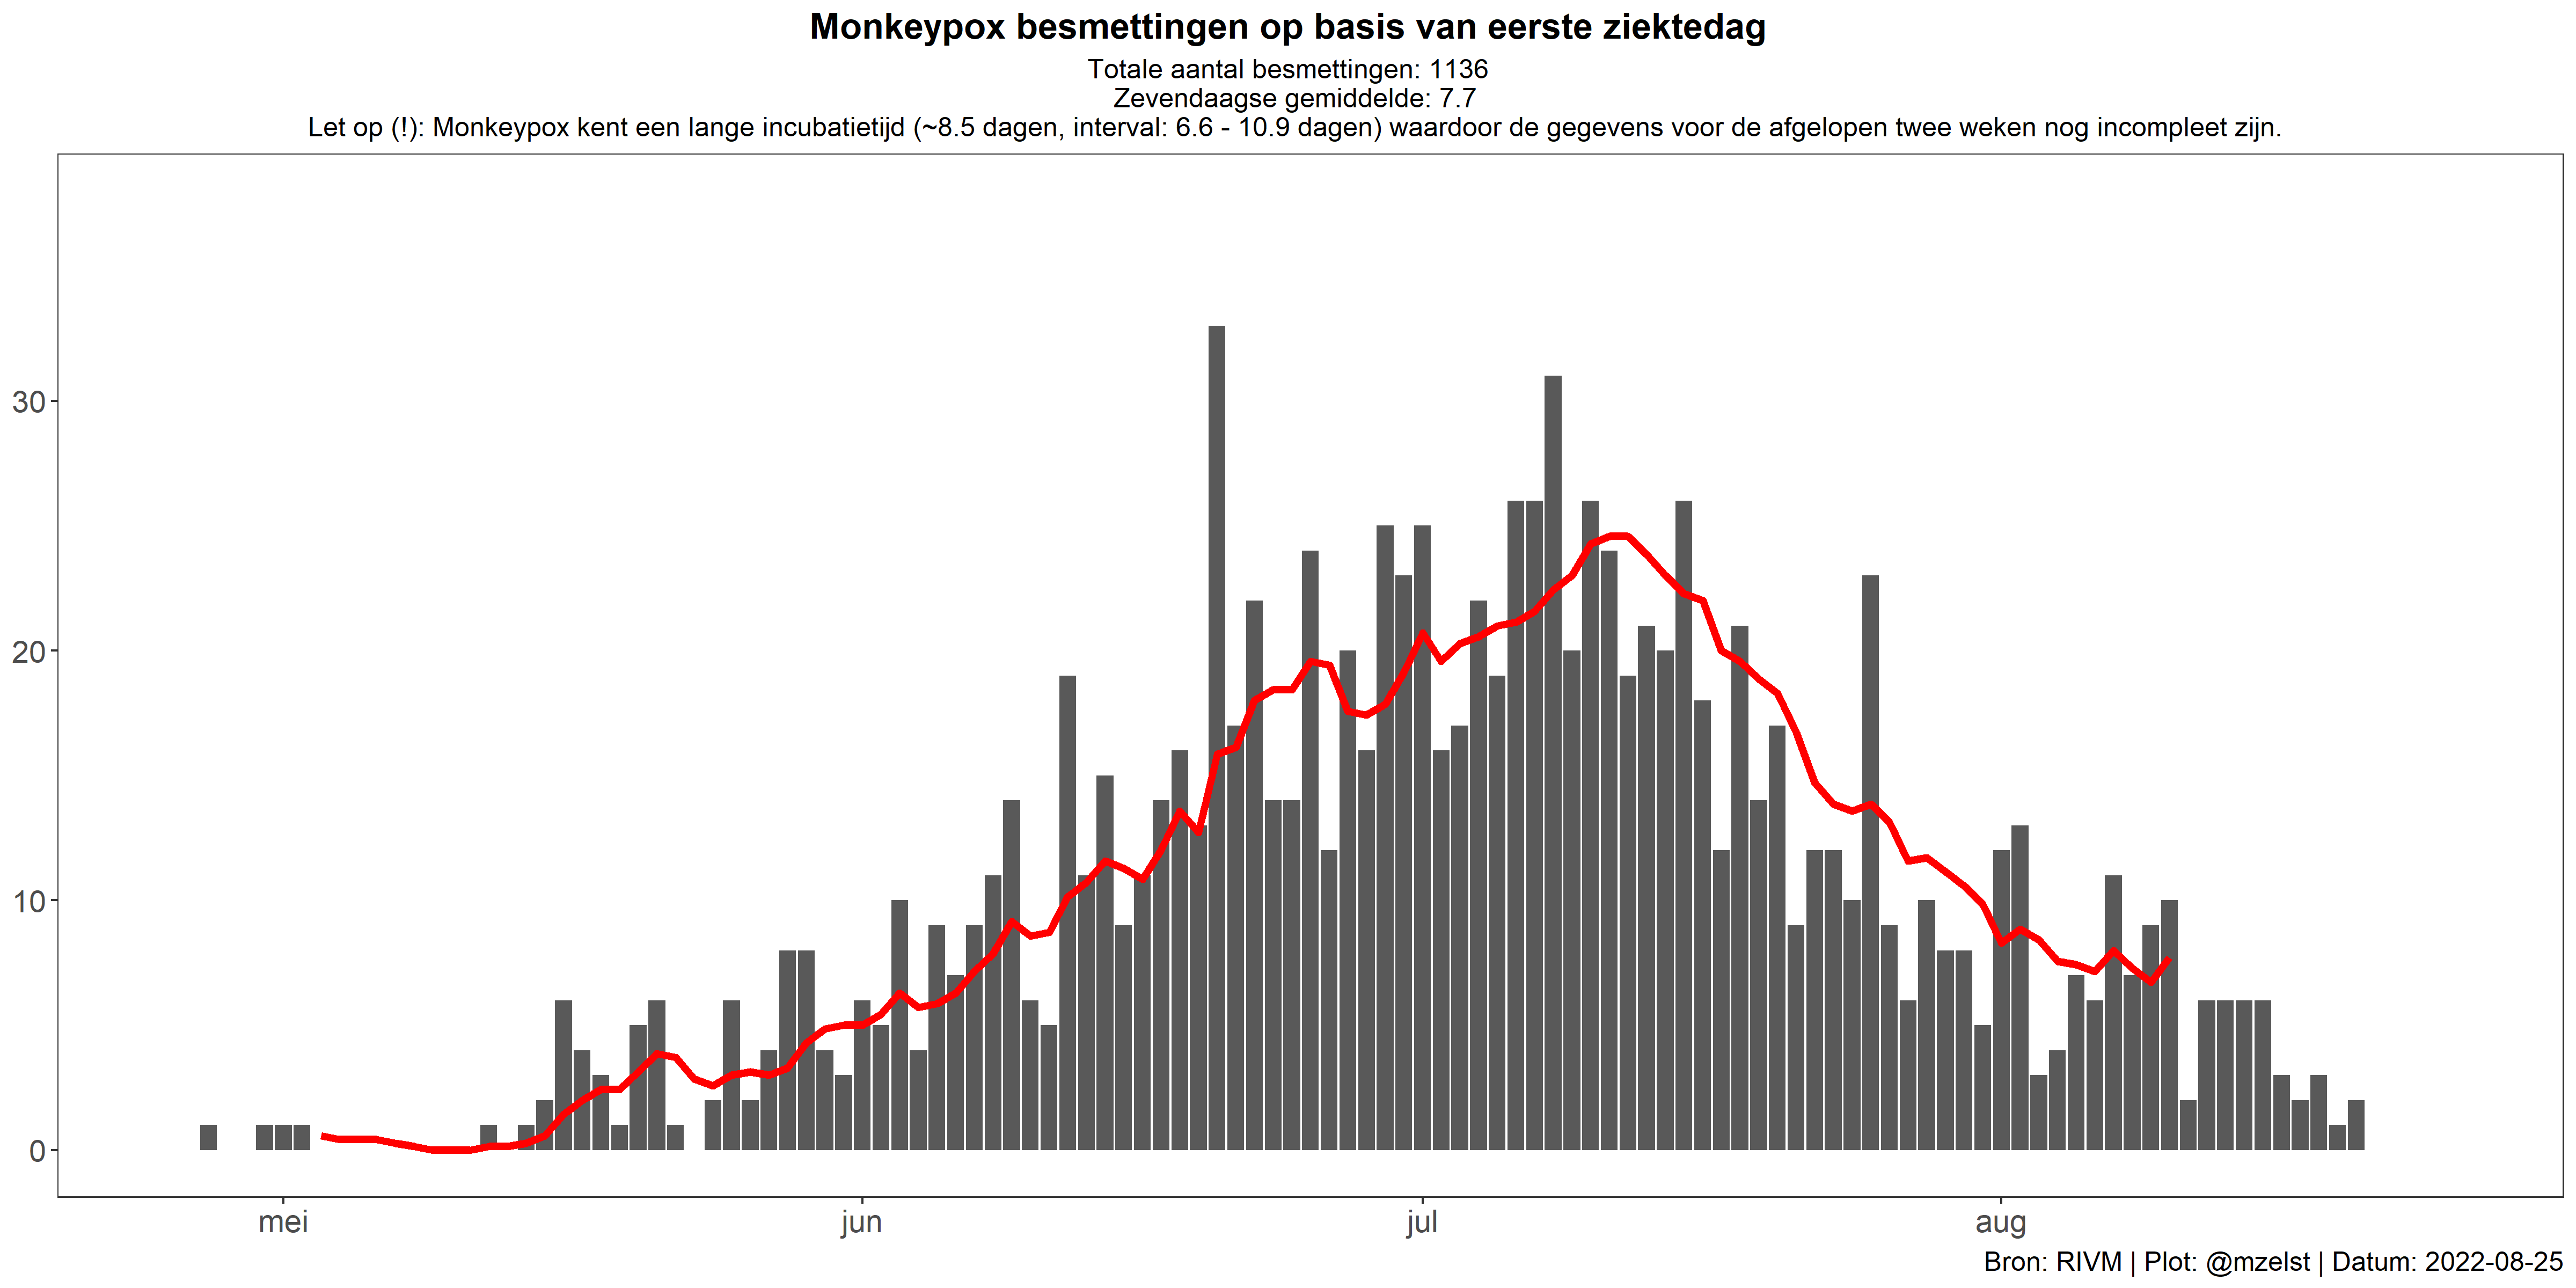 Monkeypox besmettingen op basis van eerste ziektedag
Totale aantal besmettingen: 1136
Zevendaagse gemiddelde: 7.7
Let op (!): Monkeypox kent een lange incubatietijd (~8.5 dagen, interval: 6.6 - 10.9 dagen) waardoor de gegevens voor de afgelopen twee weken nog incompleet zijn.
30
20
10
0
mei jun jul aug
Bron: RIVM | Plot: @mzelst | Datum: 2022-08-25